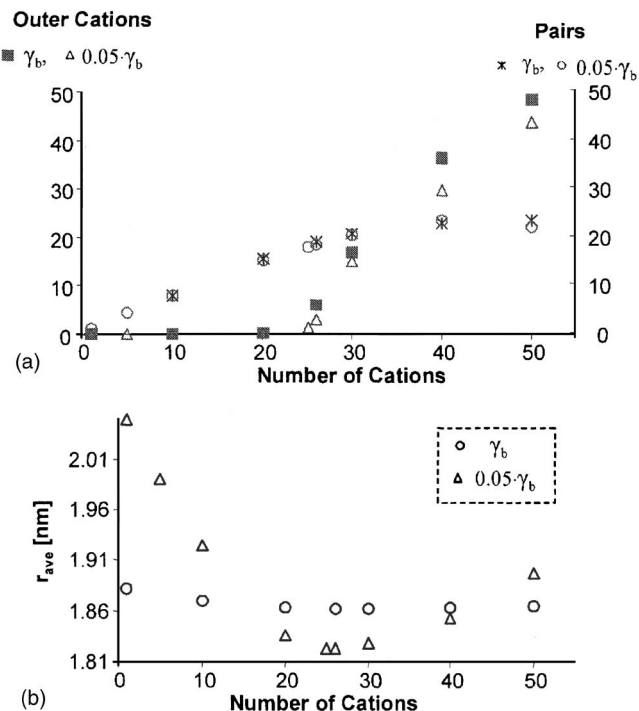 Outer Cations
γb, 0.05·γb
Pairs
γb, 0.05·γb
50
40
30
20
10
0
50
40
30
20
10
0
0 10 20 30 40 50
Number of Cations
(a)
rave [nm]
2.01
1.96
1.91
1.86
1.81
γb
0.05·γb
0 10 20 30 40 50
Number of Cations
(b)